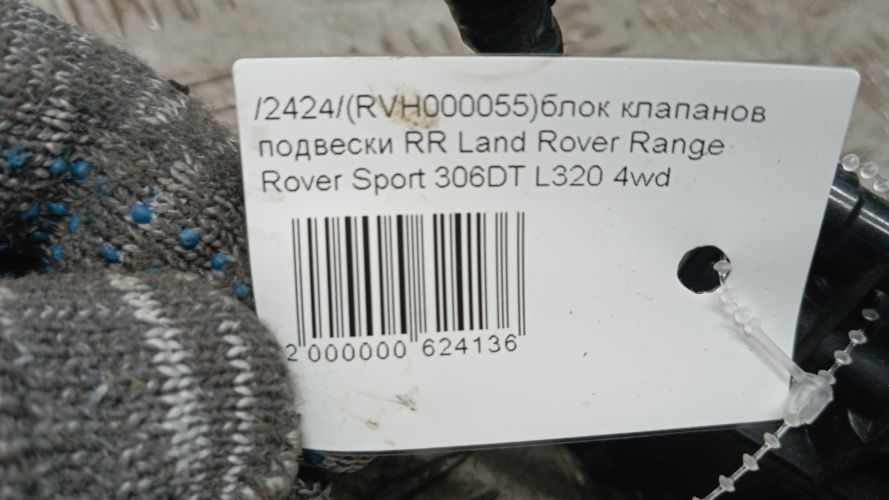 /2424/(RVH000055)блок клапанов
подвески RR Land Rover Range
Rover Sport 306DT L320 4wd
2 000000 624136